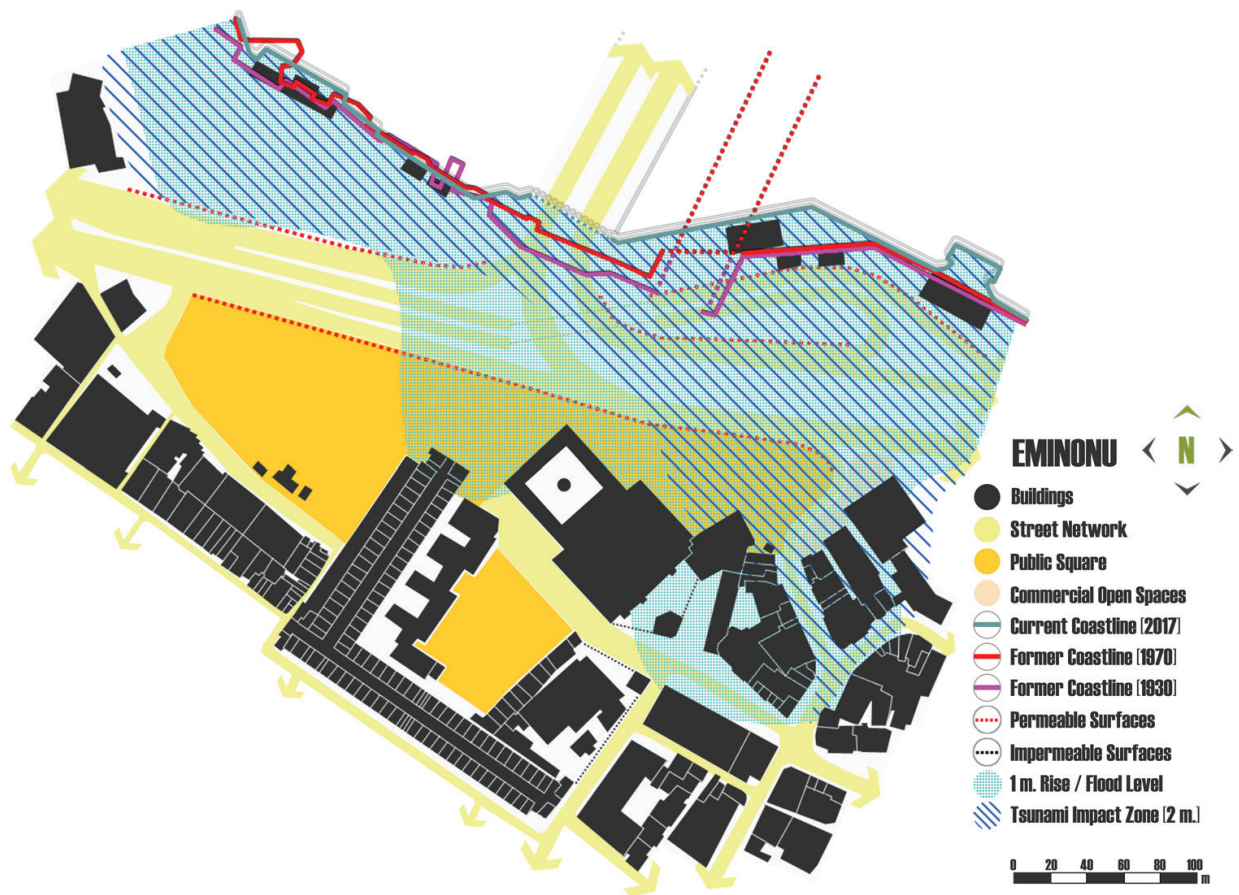 EMINONU
N
Buildings
Street Network
Public Square
Commercial Open Spaces
Current Coastline [2017]
Former Coastline [1970]
Former Coastline [1930]
Permeable Surfaces
Impermeable Surfaces
1 m. Rise / Flood Level
Tsunami Impact Zone [2 m.]
0 20 40 60 80 100
m